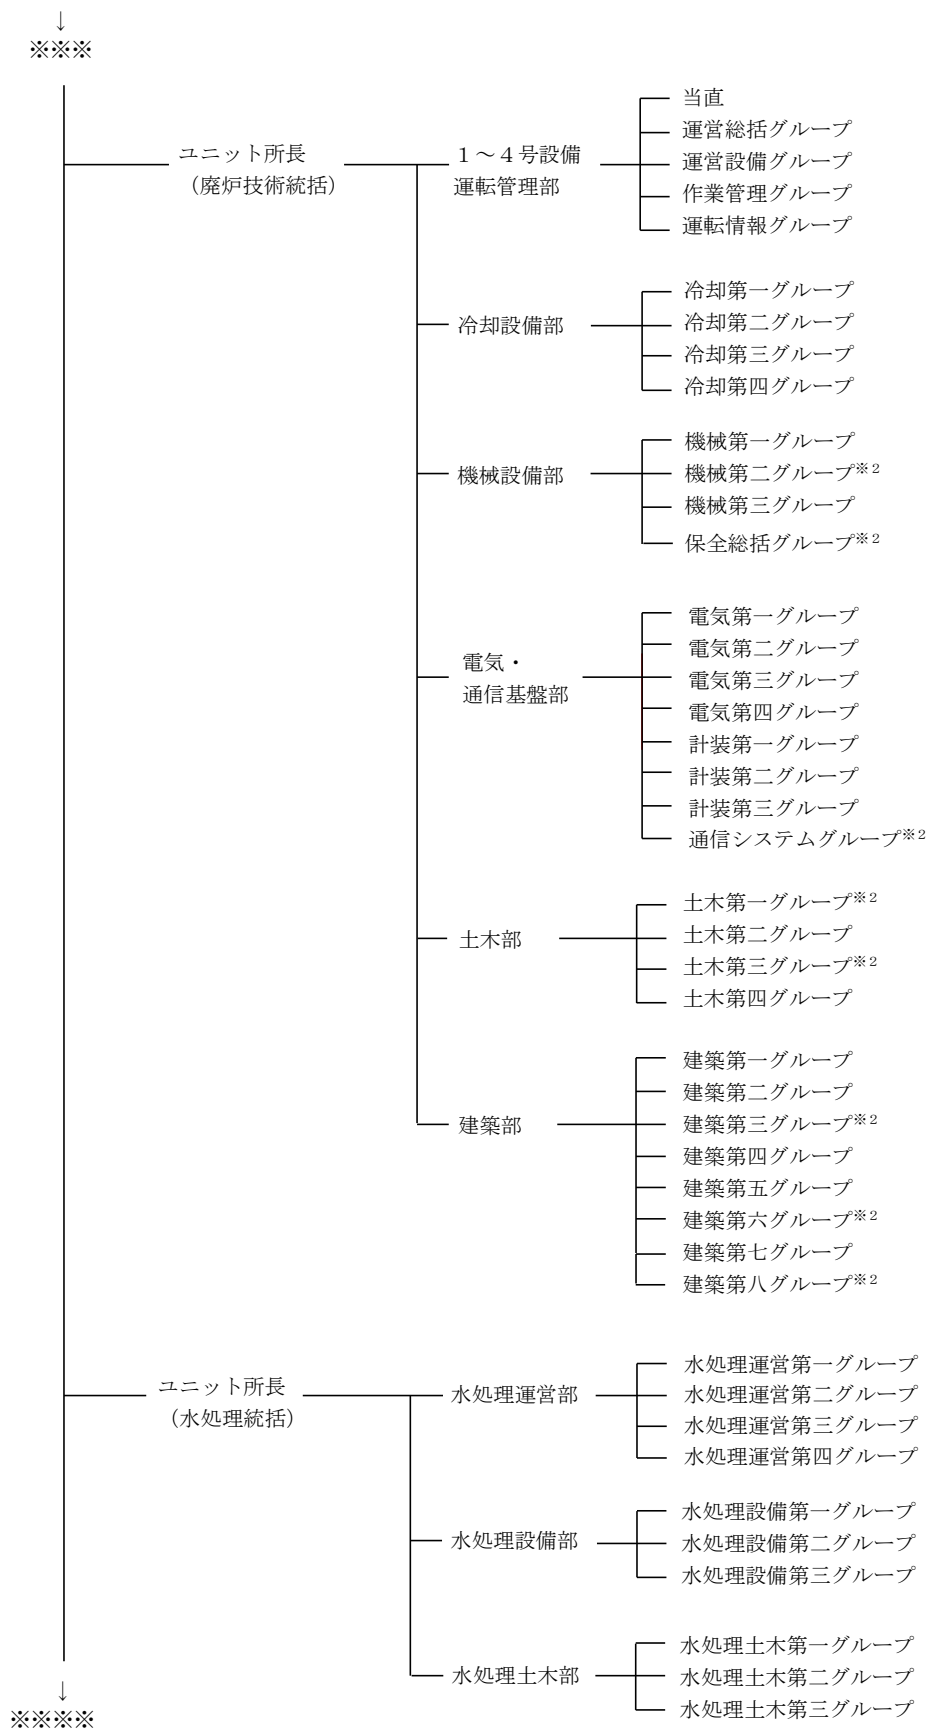 ↓
※※※
ユニット所長
（廃炉技術統括）
１～４号設備
運転管理部
当直
運営総括グループ
運営設備グループ
作業管理グループ
運転情報グループ
冷却設備部
冷却第一グループ
冷却第二グループ
冷却第三グループ
冷却第四グループ
機械設備部
機械第一グループ
機械第二グループ※２
機械第三グループ
保全総括グループ※２
電気・
通信基盤部
電気第一グループ
電気第二グループ
電気第三グループ
電気第四グループ
計装第一グループ
計装第二グループ
計装第三グループ
通信システムグループ※２
土木部
土木第一グループ※２
土木第二グループ
土木第三グループ※２
土木第四グループ
建築部
建築第一グループ
建築第二グループ
建築第三グループ※２
建築第四グループ
建築第五グループ
建築第六グループ※２
建築第七グループ
建築第八グループ※２
ユニット所長
（水処理統括）
水処理運営部
水処理運営第一グループ
水処理運営第二グループ
水処理運営第三グループ
水処理運営第四グループ
水処理設備部
水処理設備第一グループ
水処理設備第二グループ
水処理設備第三グループ
水処理土木部
水処理土木第一グループ
水処理土木第二グループ
水処理土木第三グループ
↓
※※※※